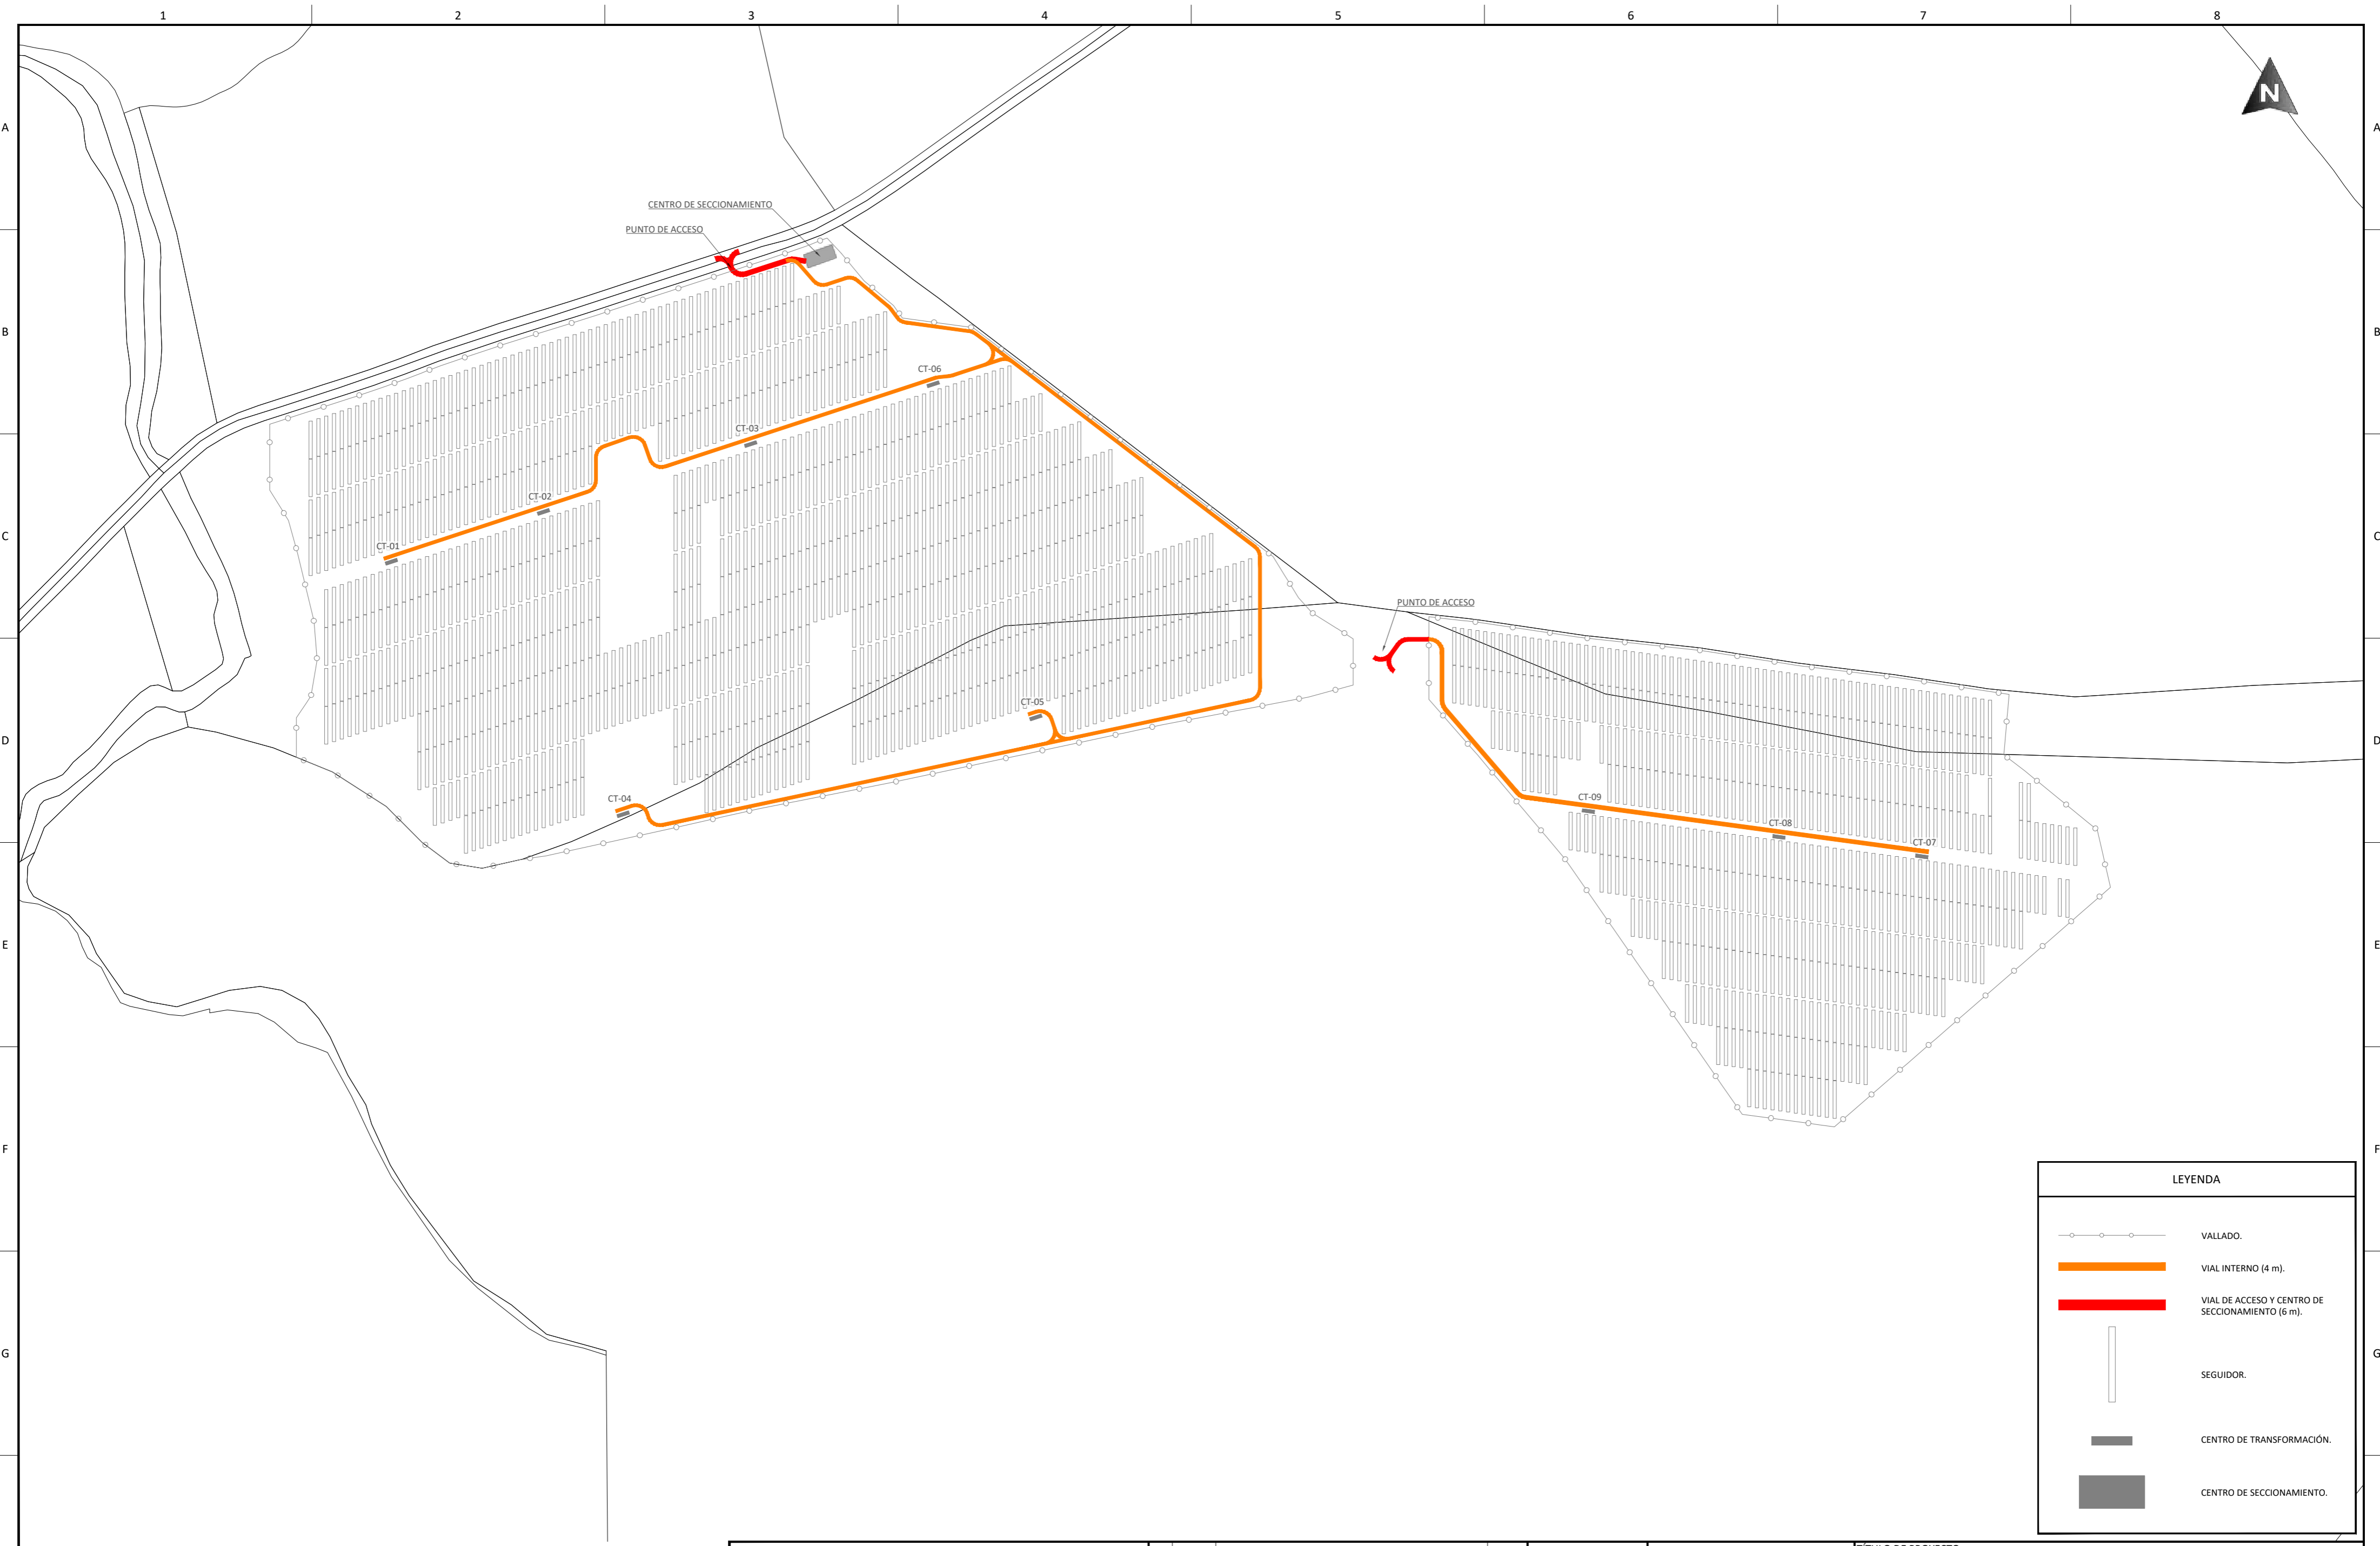 1 2 3 4 5 6 7 8
A A
N
CENTRO DE SECCIONAMIENTO
PUNTO DE ACCESO
B B
CT-06
CT-03
CT-02
C C
CT-01
PUNTO DE ACCESO
CT-05
D D
CT-09
CT-04
CT-08
CT-07
E E
F F
LEYENDA
VALLADO.
VIAL INTERNO (4 m).
VIAL DE ACCESO Y CENTRO DE
SECCIONAMIENTO (6 m).
G G
SEGUIDOR.
CENTRO DE TRANSFORMACIÓN.
CENTRO DE SECCIONAMIENTO.